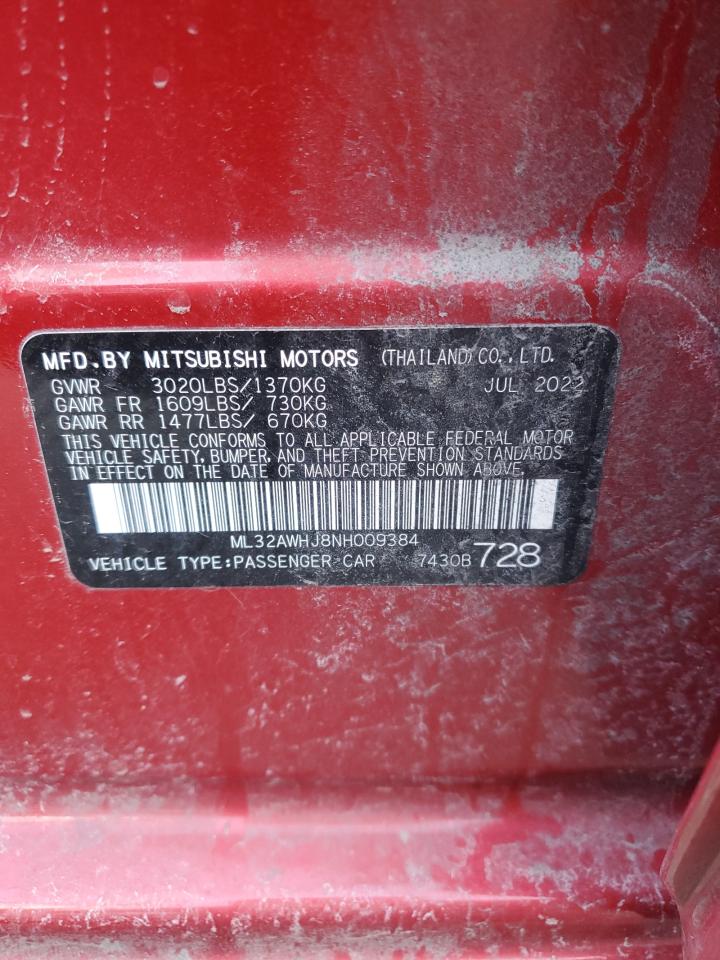 MFD.BY MITSUBISHI MOTORS (THAILAND)CO.,LTD.
GVWR 3020LBS/1370KG JUL 2022
GAWR FR 1609LBS/ 730KG
GAWR RR 1477LBS/ 670KG
THIS VEHICLE CONFORMS TO ALL APPLICABLE FEDERAL MOTOR
VEHICLE SAFETY, BUMPER, AND THEFT PREVENTION STANDARDS
IN EFFECT ON THE DATE OF MANUFACTURE SHOWN ABOVE.
ML32AWHJ8NH009384
VEHICLE TYPE:PASSENGER CAR 7430B 728